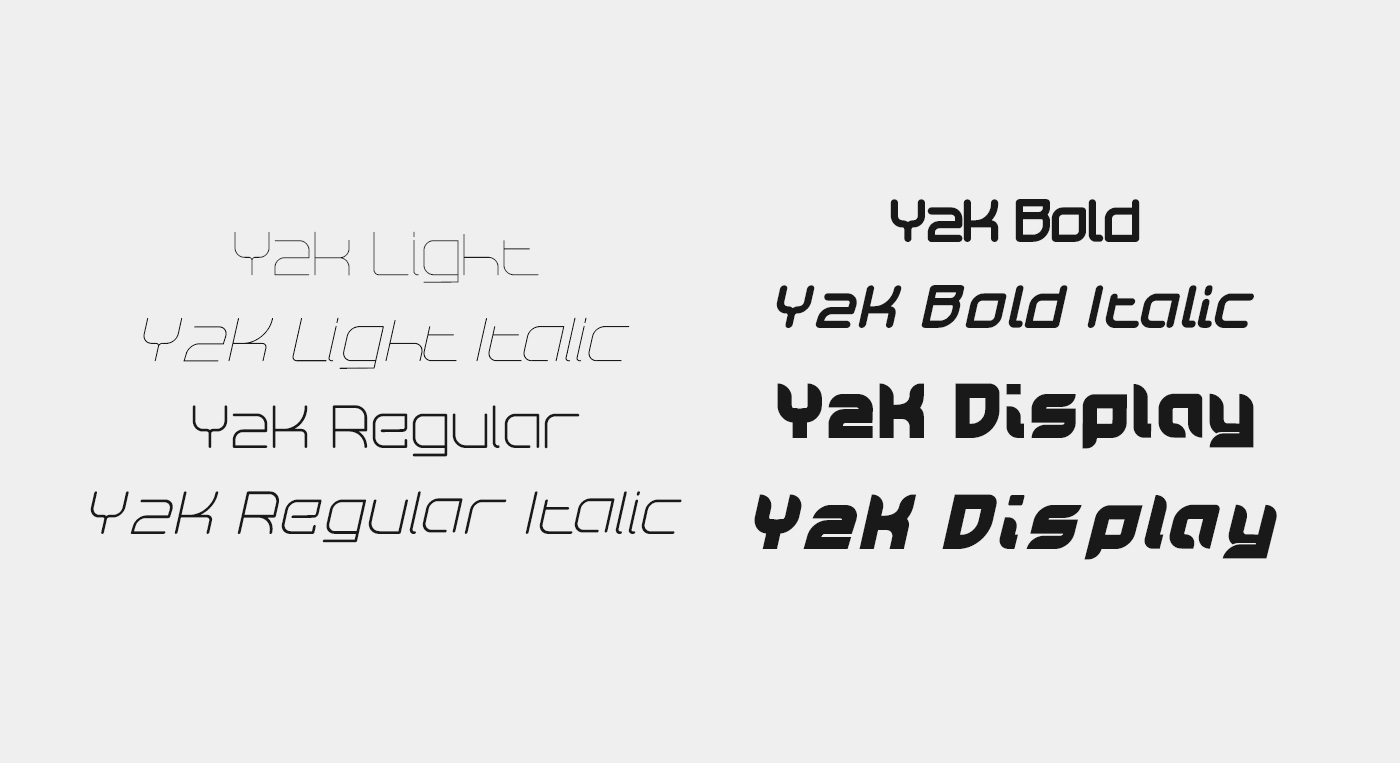 Y2K Light
Y2K Light Italic
Y2K Regular
Y2K Regular Italic
Y2K Bold
Y2K Bold Italic
Y2K Display
Y2K Display